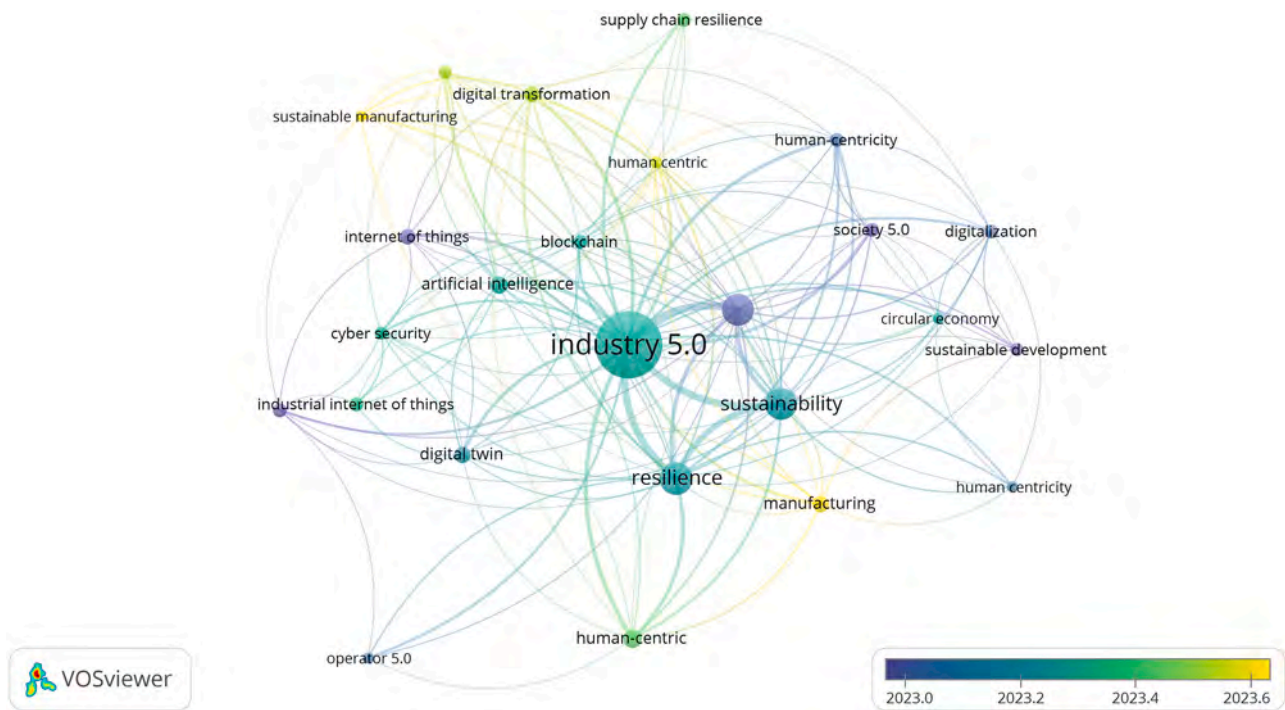 supply chain resilience
digital transformation
sustainable manufacturing
human-centricity
human centric
internet of things
blockchain
society 5.0
digitalization
artificial intelligence
circular economy
cyber security
industry 5.0
sustainable development
industrial internet of things
sustainability
digital twin
resilience
human centricity
manufacturing
human-centric
operator 5.0
VOSviewer
2023.0 2023.2 2023.4 2023.6